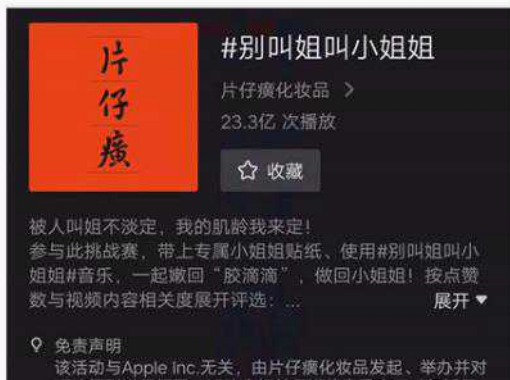 片
仔
癀
#别叫姐叫小姐姐
片仔癀化妆品
23.3亿 次播放
收藏
被人叫姐不淡定，我的肌龄我来定！
参与此挑战赛，带上专属小姐姐贴纸、使用#别叫姐叫小
姐姐#音乐，一起嫩回“胶滴滴”，做回小姐姐！按点赞
数与视频内容相关度展开评选：...
展开
免责声明
该活动与Apple Inc.无关，由片仔癀化妆品发起、举办并对